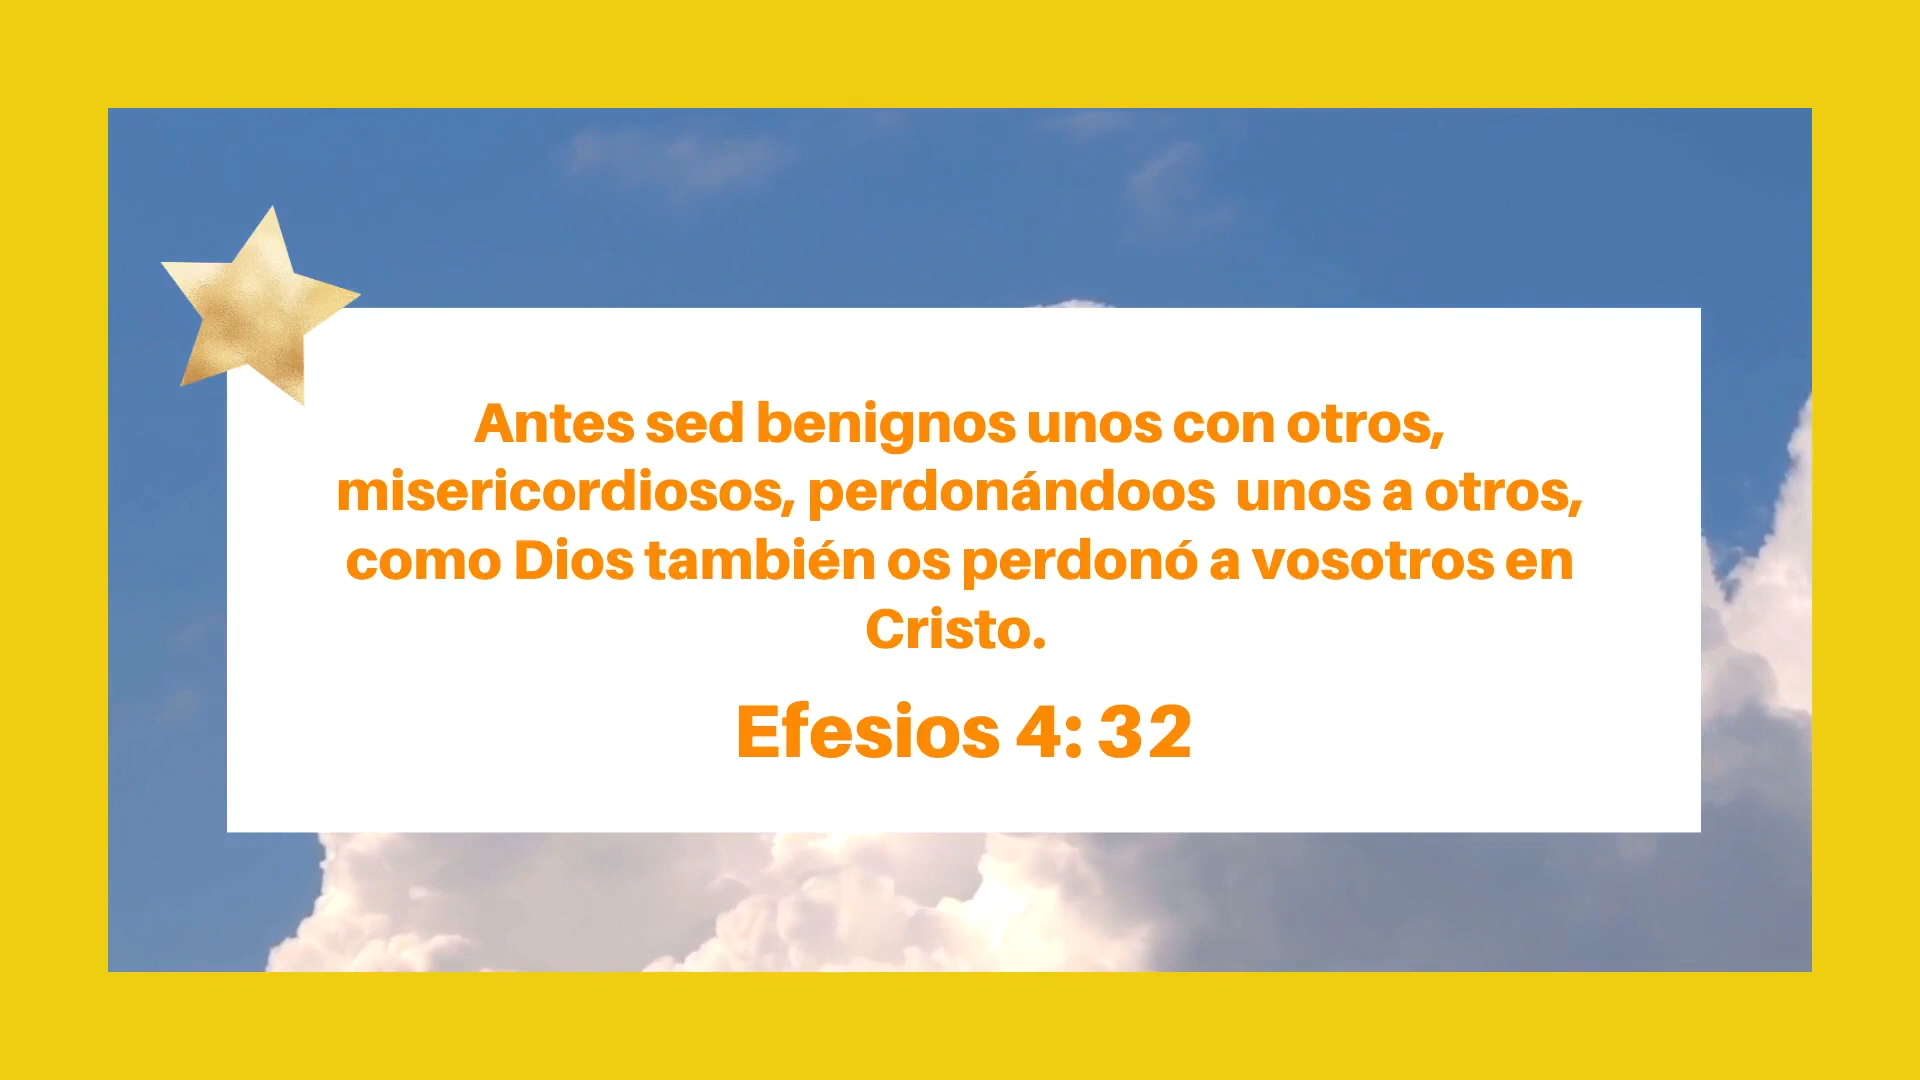 Antes sed benignos unos con otros,
misericordiosos, perdonándoos  unos a otros,
como Dios también os perdonó a vosotros en
Cristo.
Efesios 4: 32